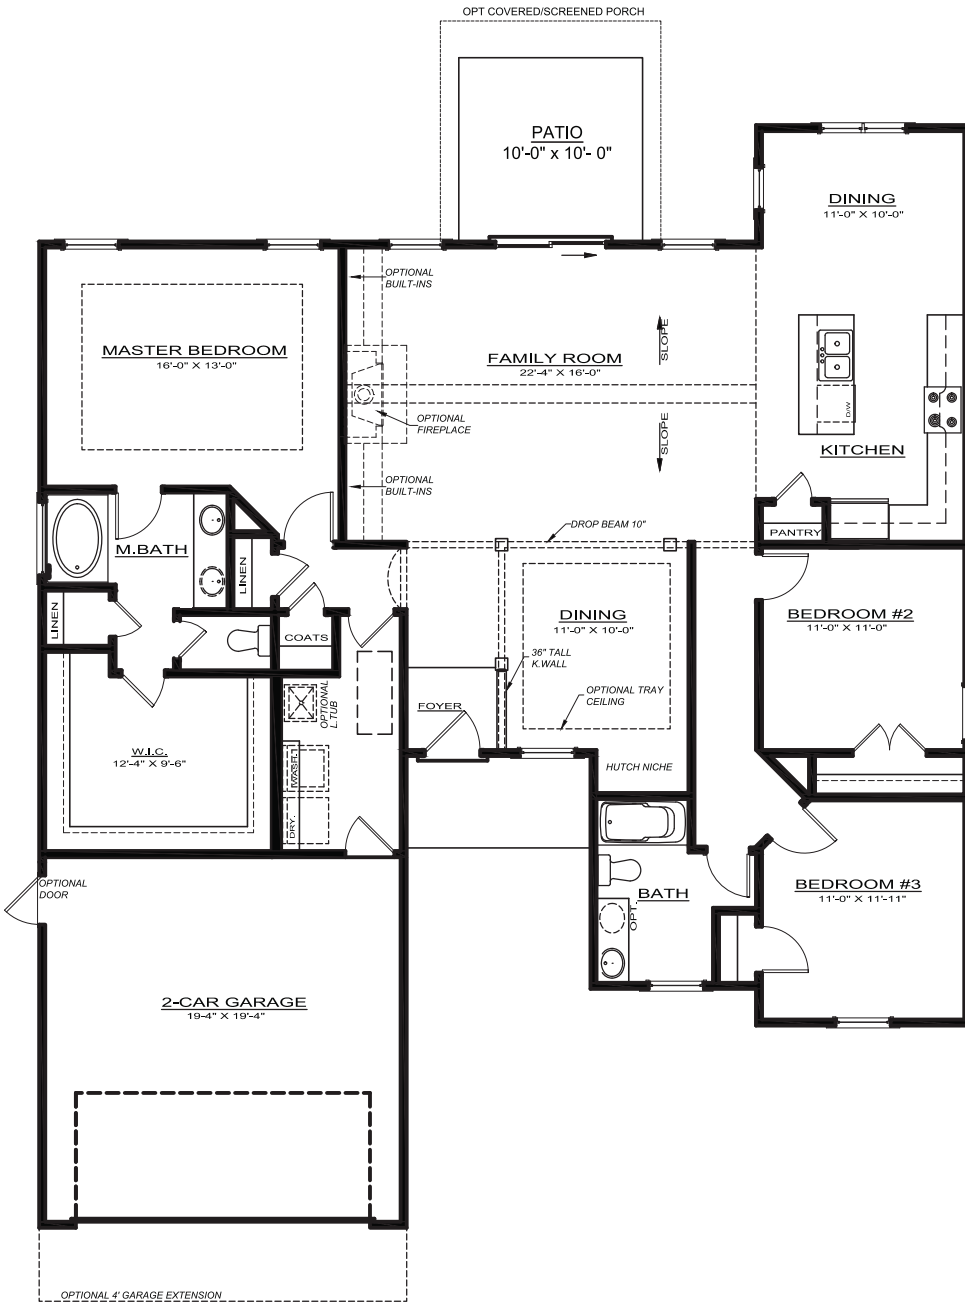 OPT COVERED/SCREENED PORCH
PATIO
10'-0" x 10'- 0"
DINING
11'-0" X 10'-0"
OPTIONAL
BUILT-INS
MASTER BEDROOM
16'-0" X 13'-0"
FAMILY ROOM
22'-4" X 16'-0"
SLOPE
SLOPE
D/W
OPTIONAL
FIREPLACE
KITCHEN
OPTIONAL
BUILT-INS
DROP BEAM 10"
PANTRY
M.BATH
LINEN
LINEN
COATS
DINING
11'-0" X 10'-0"
BEDROOM #2
11'-0" X 11'-0"
36" TALL
K.WALL
OPTIONAL
L.TUB
FOYER
OPTIONAL TRAY
CEILING
W.I.C.
12'-4" X 9'-6"
WASH.
DRY.
HUTCH NICHE
OPTIONAL
DOOR
BATH
OPT.
BEDROOM #3
11'-0" X 11'-11"
2-CAR GARAGE
19-4" X 19'-4"
OPTIONAL 4' GARAGE EXTENSION